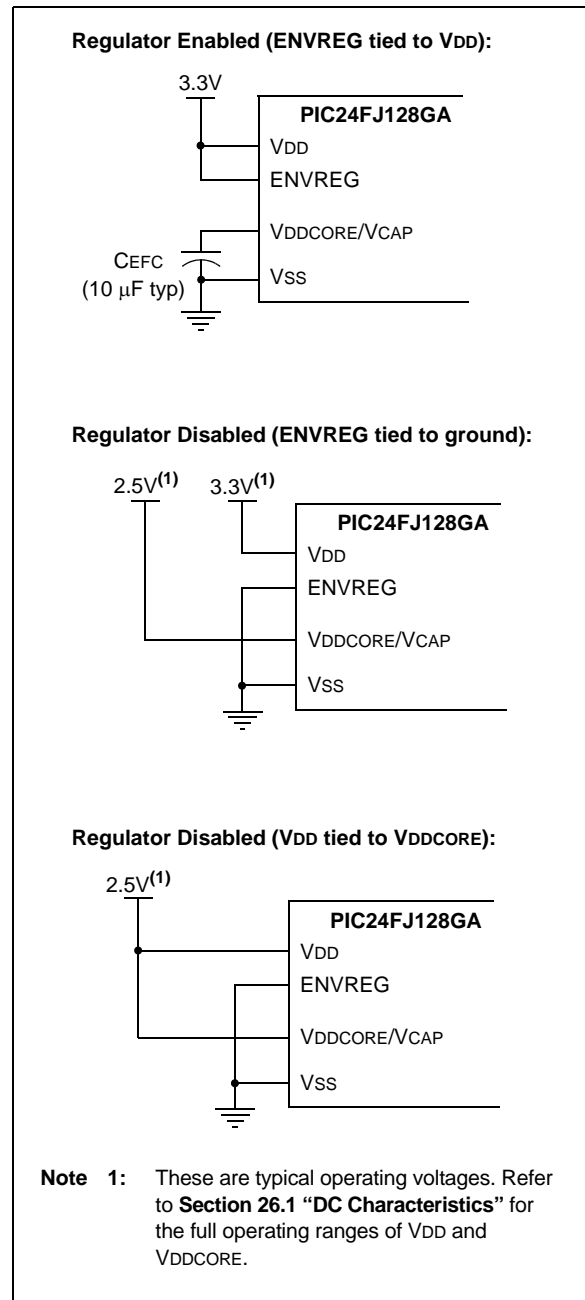 Regulator Enabled (ENVREG tied to VDD):
3.3V
PIC24FJ128GA
VDD
ENVREG
VDDCORE/VCAP
CEFC
(10 μF typ)
VSS
Regulator Disabled (ENVREG tied to ground):
2.5V(1) 3.3V(1)
PIC24FJ128GA
VDD
ENVREG
VDDCORE/VCAP
VSS
Regulator Disabled (VDD tied to VDDCORE):
2.5V(1)
PIC24FJ128GA
VDD
ENVREG
VDDCORE/VCAP
VSS
Note 1: These are typical operating voltages. Refer
to Section 26.1 “DC Characteristics” for
the full operating ranges of VDD and
VDDCORE.